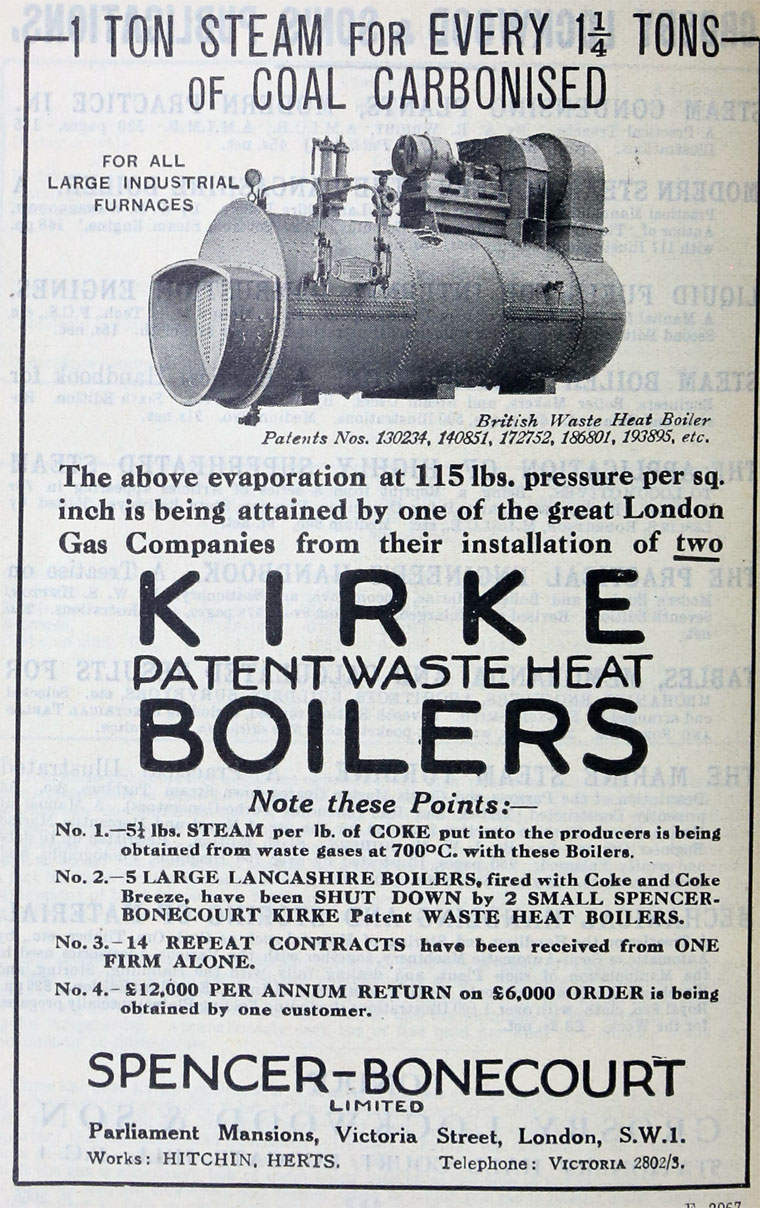 1 TON STEAM FOR EVERY 1¼ TONS
OF COAL CARBONISED
FOR ALL
LARGE INDUSTRIAL
FURNACES
British Waste Heat Boiler
Patents Nos. 130234, 140851, 172752, 186801, 193895, etc.
The above evaporation at 115 lbs. pressure per sq.
inch is being attained by one of the great London
Gas Companies from their installation of two
KIRKE
PATENT WASTE HEAT
BOILERS
Note these Points:—
No. 1.—5¼ lbs. STEAM per lb. of COKE put into the producers is being
obtained from waste gases at 700°C. with these Boilers.
No. 2.—5 LARGE LANCASHIRE BOILERS, fired with Coke and Coke
Breeze, have been SHUT DOWN by 2 SMALL SPENCER-
BONECOURT KIRKE Patent WASTE HEAT BOILERS.
No. 3.—14 REPEAT CONTRACTS have been received from ONE
FIRM ALONE.
No. 4.—£12,000 PER ANNUM RETURN on £6,000 ORDER is being
obtained by one customer.
SPENCER-BONECOURT
LIMITED
Parliament Mansions, Victoria Street, London, S.W.1.
Works: HITCHIN, HERTS. Telephone: VICTORIA 2802/3.